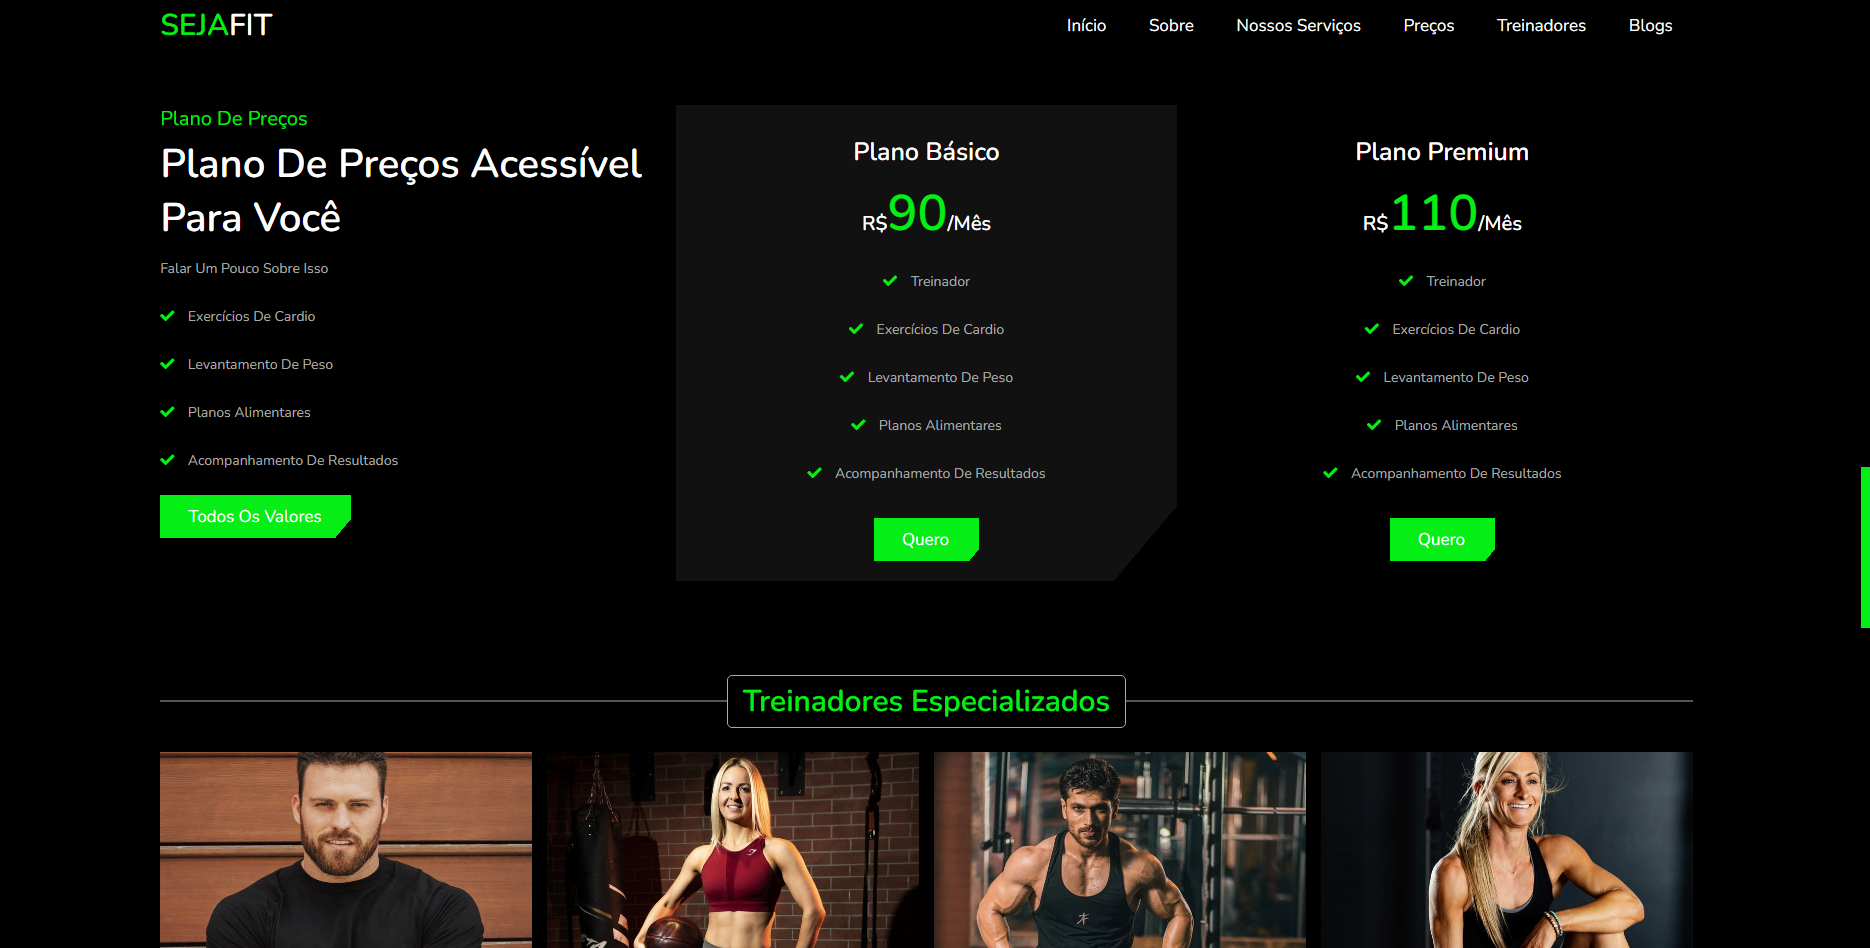 SEJAFIT
Início
Sobre
Nossos Serviços
Preços
Treinadores
Blogs
Plano De Preços
Plano De Preços Acessível
Para Você
Falar Um Pouco Sobre Isso
Exercícios De Cardio
Levantamento De Peso
Planos Alimentares
Acompanhamento De Resultados
Todos Os Valores
Plano Básico
R$90/Mês
Treinador
Exercícios De Cardio
Levantamento De Peso
Planos Alimentares
Acompanhamento De Resultados
Quero
Plano Premium
R$110/Mês
Treinador
Exercícios De Cardio
Levantamento De Peso
Planos Alimentares
Acompanhamento De Resultados
Quero
Treinadores Especializados